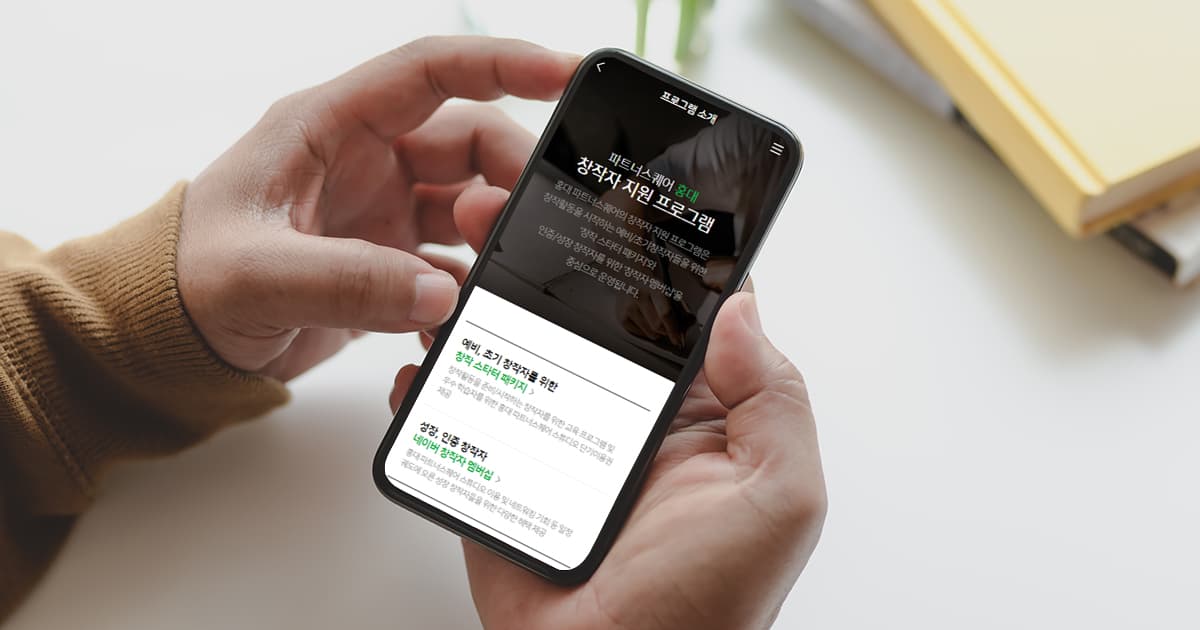 프로그램 소개
파트너스퀘어 홍대
창작자 지원 프로그램
홍대 파트너스퀘어의 창작자 지원 프로그램은
창작활동을 시작하는 예비/초기창작자들을 위한
'창작 스타터 패키지'와
인증/성장 창작자를 위한 '창작자 멤버십'을
중심으로 운영됩니다.
예비, 초기 창작자를 위한
창작 스타터 패키지 >
창작활동을 준비/시작하는 창작자를 위한 교육 프로그램 및
우수 학습자를 위한 홍대 파트너스퀘어 스튜디오 단기이용권
제공
성장, 인증 창작자
네이버 창작자 멤버십 >
홍대 파트너스퀘어 스튜디오 이용 및 네트워킹 기회 등 일정
궤도에 오른 성장 창작자들을 위한 다양한 혜택 제공